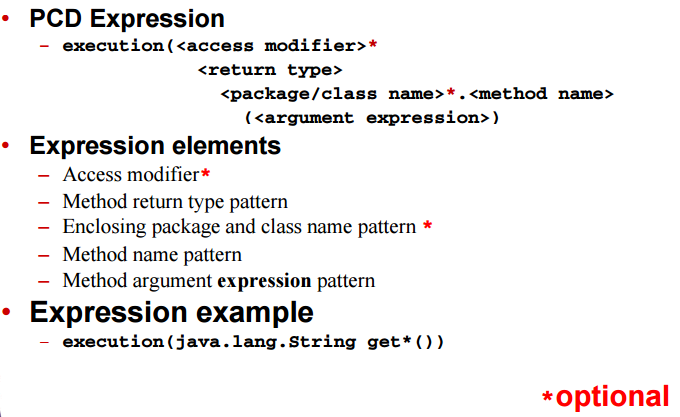 • PCD Expression
– execution(<access modifier>*
<return type>
<package/class name>*.<method name>
(<argument expression>)
• Expression elements
– Access modifier*
– Method return type pattern
– Enclosing package and class name pattern *
– Method name pattern
– Method argument expression pattern
• Expression example
– execution(java.lang.String get*())
*optional